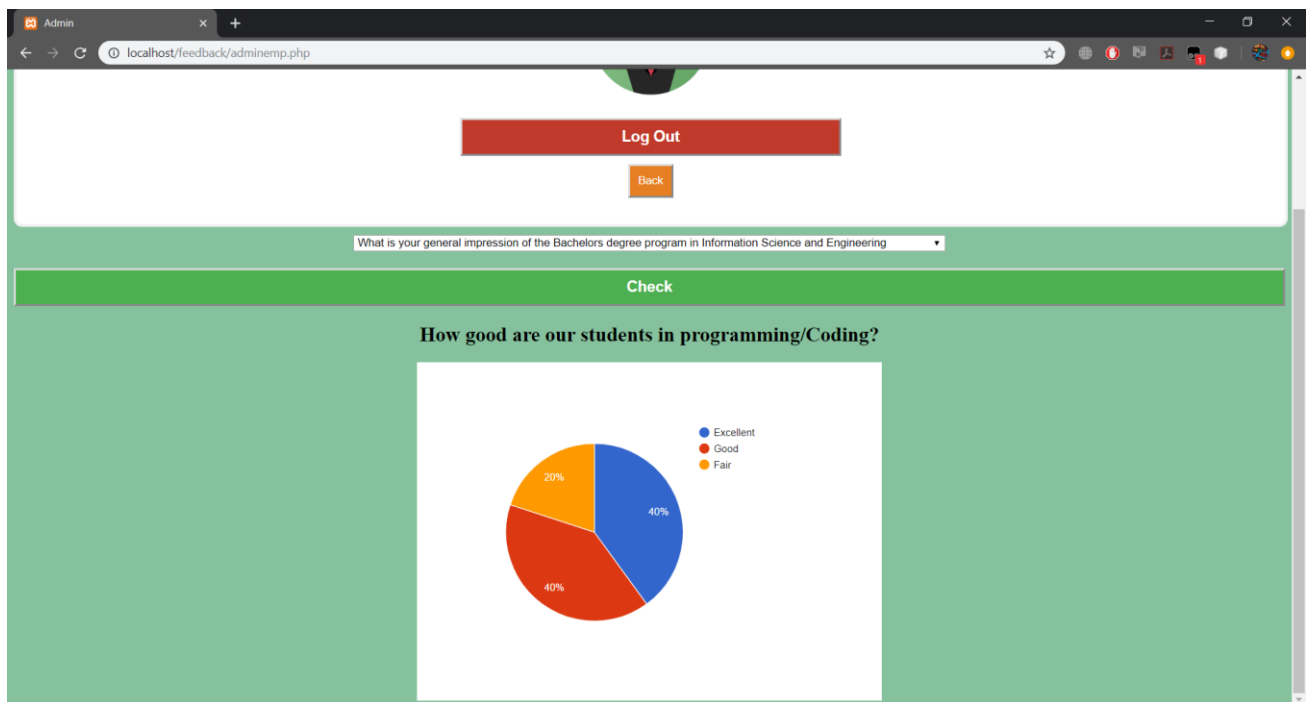 Admin
localhost/feedback/adminemp.php
1
Log Out
Back
What is your general impression of the Bachelors degree program in Information Science and Engineering
Check
How good are our students in programming/Coding?
Excellent
Good
Fair
20%
40%
40%